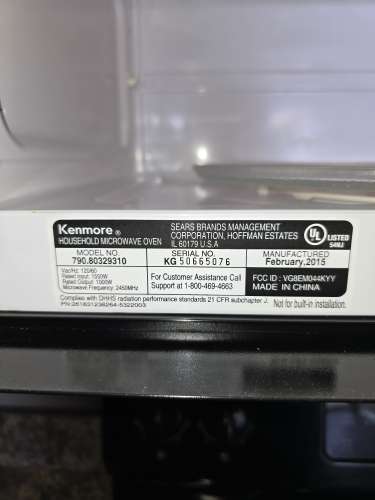 Kenmore®
HOUSEHOLD MICROWAVE OVEN
SEARS BRANDS MANAGEMENT
CORPORATION, HOFFMAN ESTATES
IL 60179 U.S.A
UL LISTED
54MJ
MODEL NO.
790.80329310
SERIAL NO.
KG 50665076
MANUFACTURED
February.2015
Vac/Hz: 120/60
Rated Input: 1550W
Rated Output: 1000W
Microwave Frequency: 2450MHz
For Customer Assistance Call
Support at 1-800-469-4663
FCC ID : VG8EM044KYY
MADE IN CHINA
Complies with DHHS radiation performance standards 21 CFR subchapter J.
Not for built-in installation.